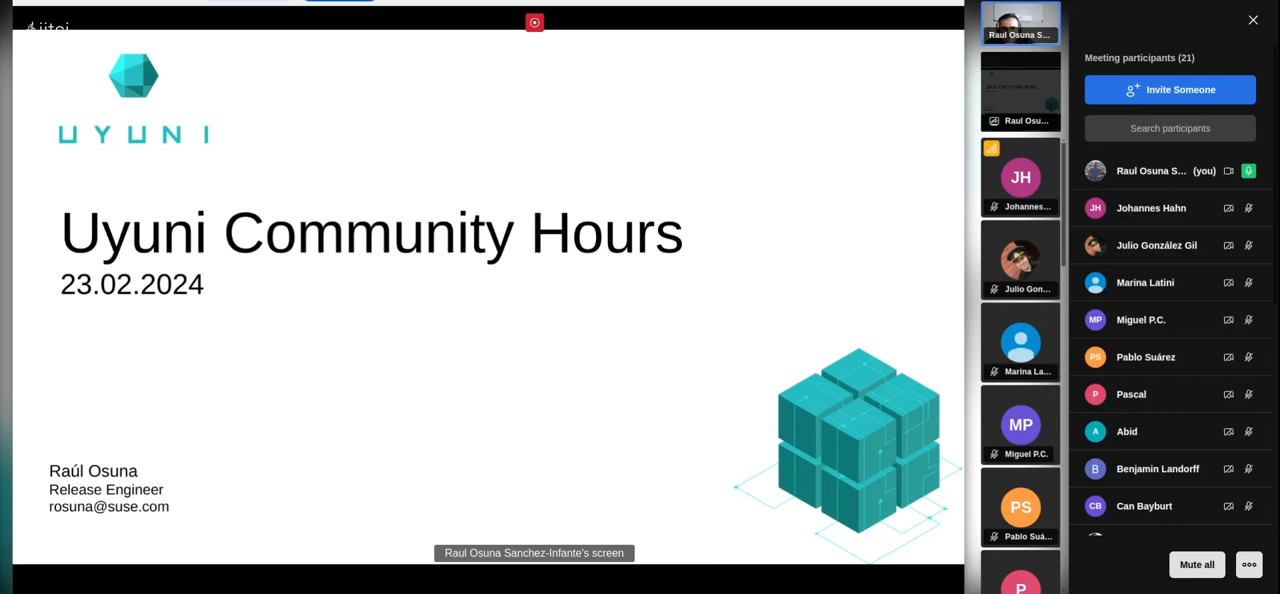 UYUNI
Uyuni Community Hours
23.02.2024
Raúl Osuna
Release Engineer
rosuna@suse.com
Raul Osuna Sanchez-Infante's screen
Raul Osuna S...
Raul Osu...
JH
Johannes...
Julio Gon...
Marina La...
MP
Miguel P.C.
PS
Pablo Suá...
P
Meeting participants (21)
Invite Someone
Search participants
Raul Osuna S... (you)
JH Johannes Hahn
Julio González Gil
Marina Latini
MP Miguel P.C.
PS Pablo Suárez
P Pascal
A Abid
B Benjamin Landorff
CB Can Bayburt
Mute all